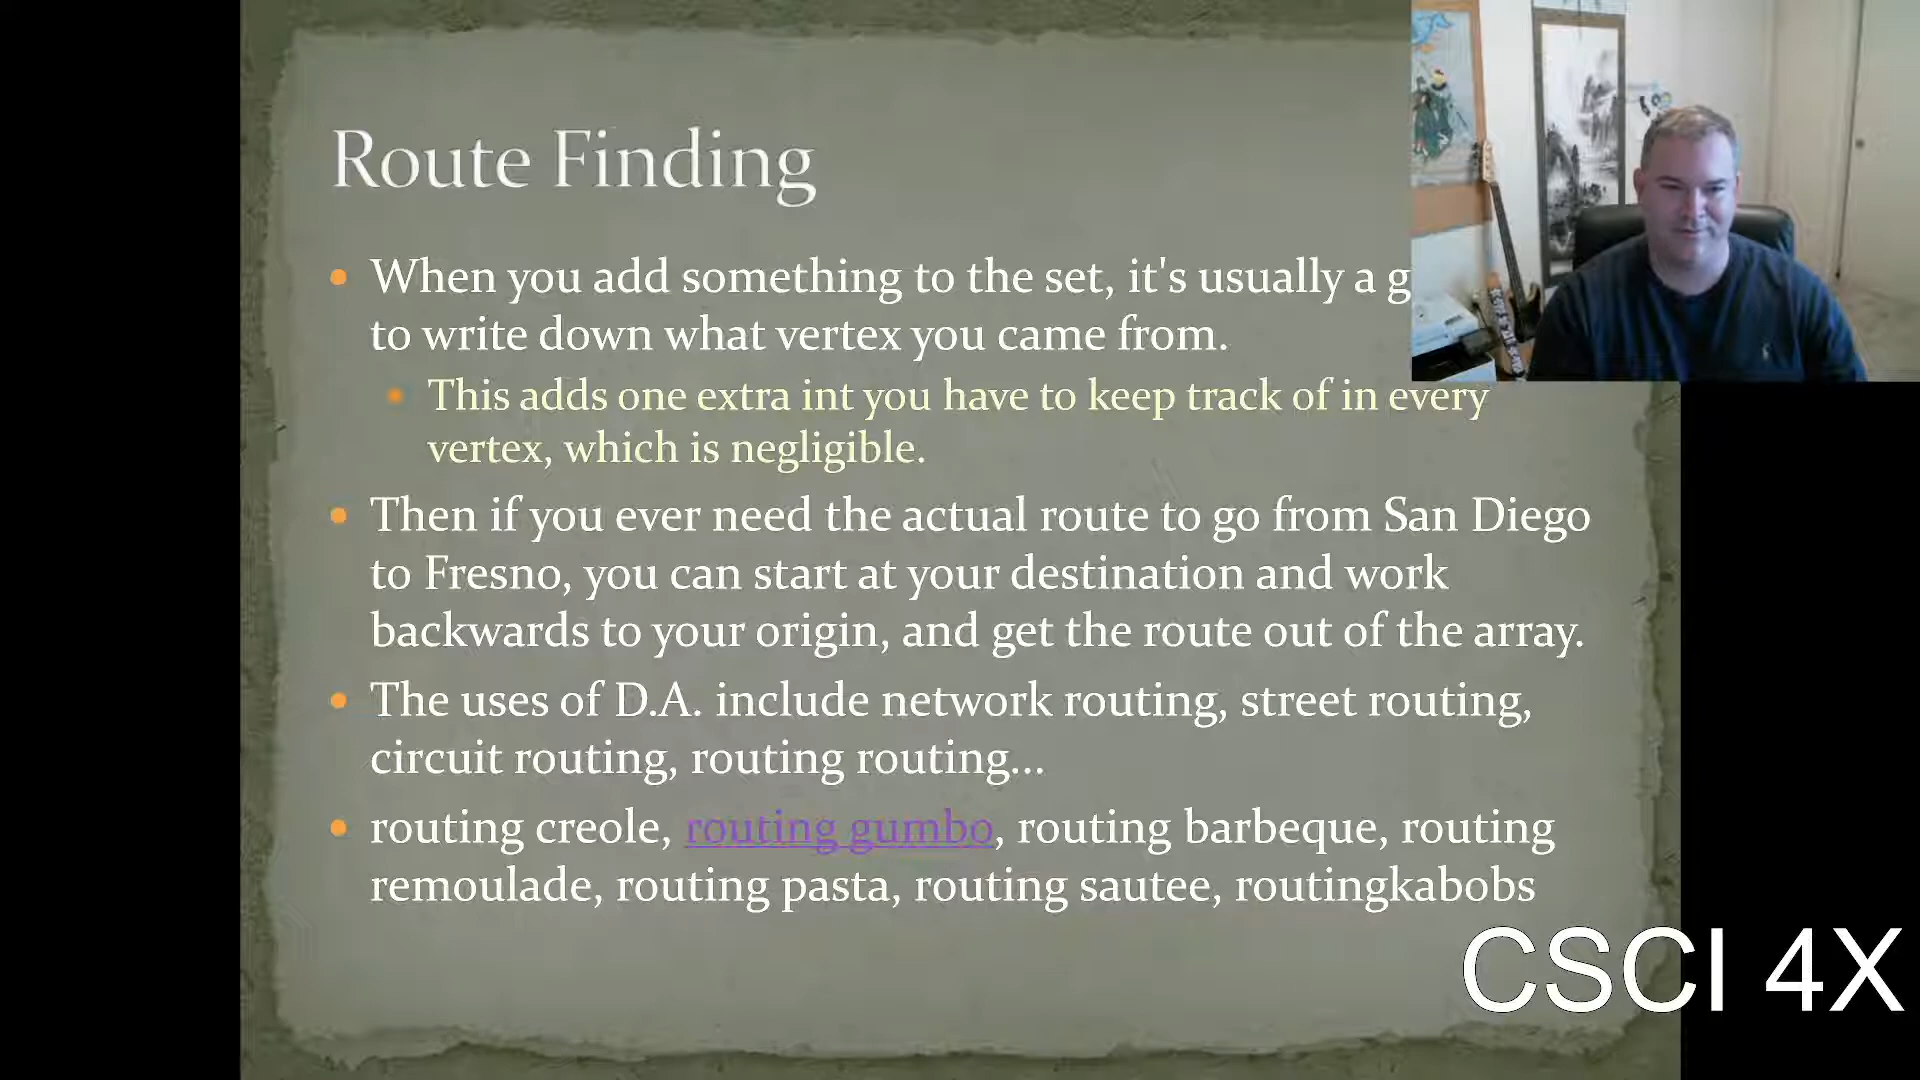 Route Finding
When you add something to the set, it's usually a g
to write down what vertex you came from.
This adds one extra int you have to keep track of in every
vertex, which is negligible.
Then if you ever need the actual route to go from San Diego
to Fresno, you can start at your destination and work
backwards to your origin, and get the route out of the array.
The uses of D.A. include network routing, street routing,
circuit routing, routing routing...
routing creole, routing gumbo, routing barbeque, routing
remoulade, routing pasta, routing sautee, routingkabobs
CSCI 4X